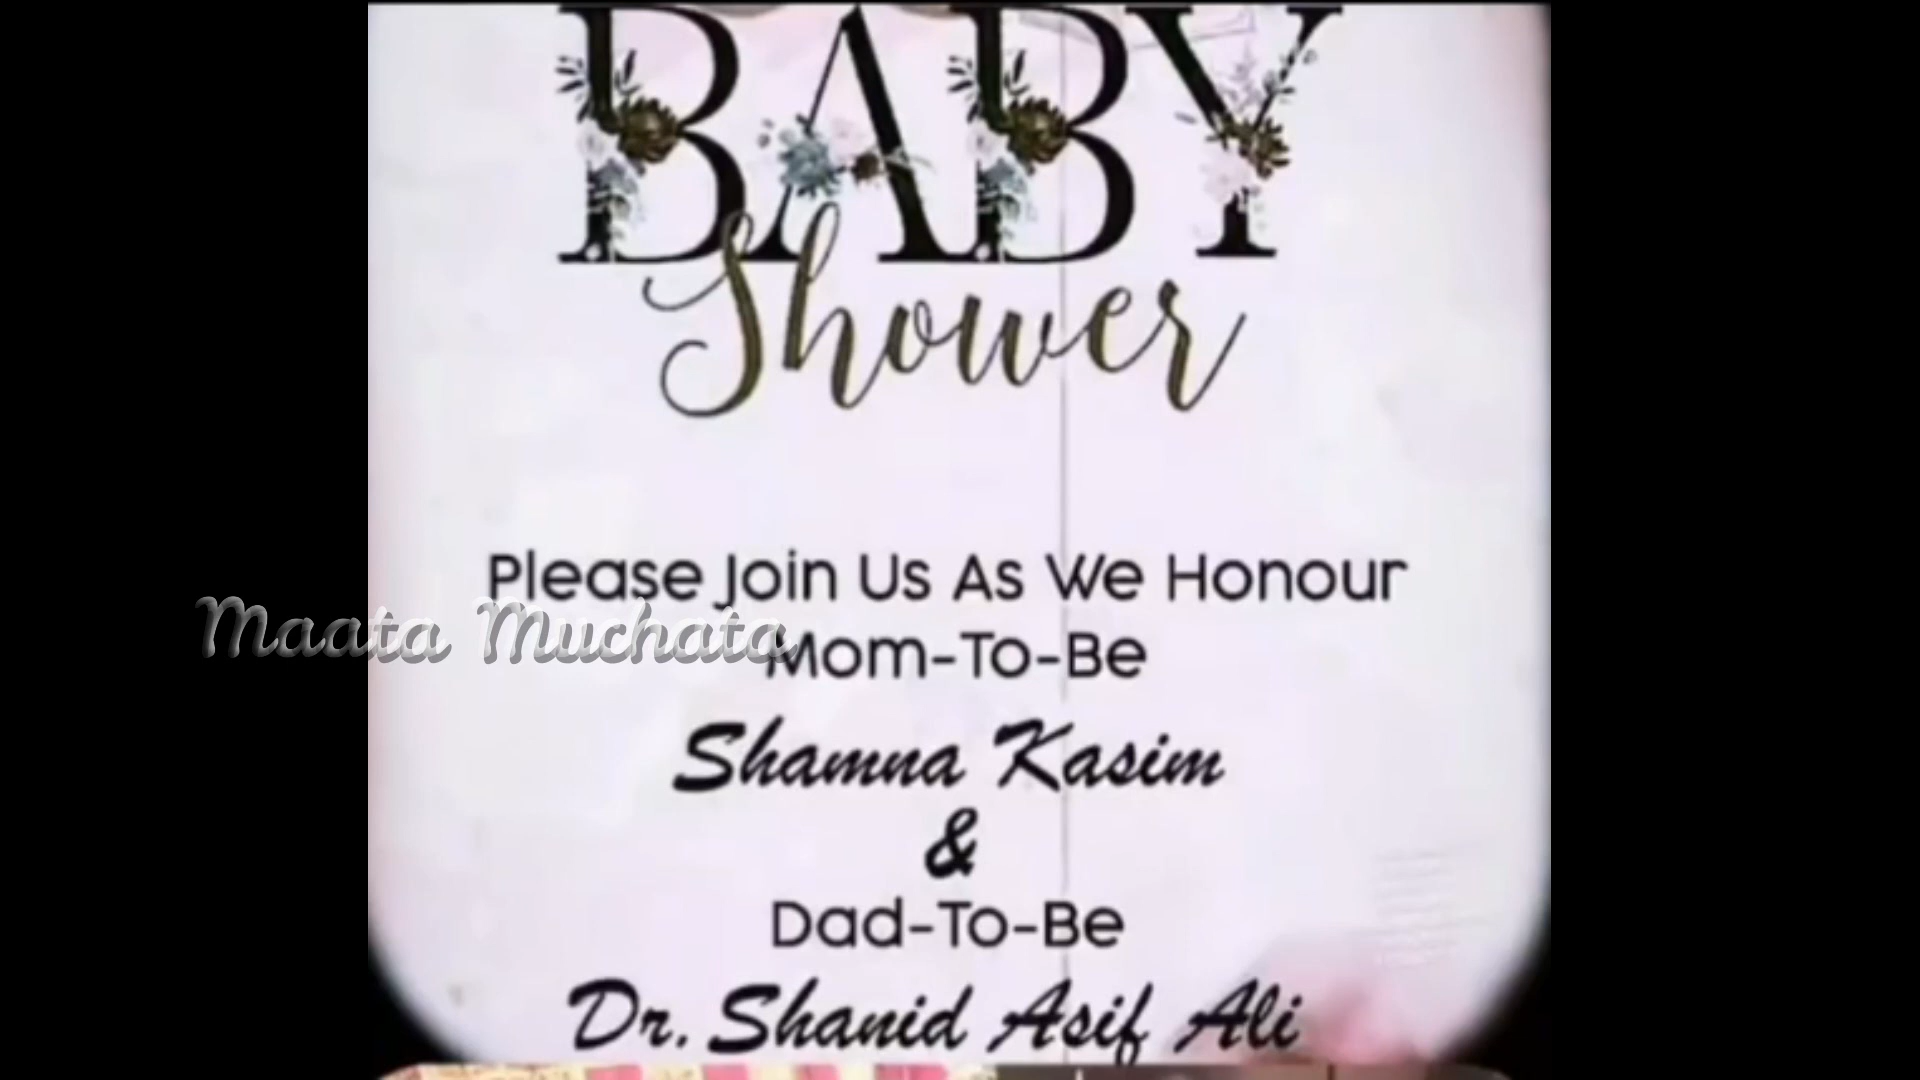 BABY
Shower
Please Join Us As We Honour
Maata Muchata
Mom-To-Be
Shamna Kasim
&
Dad-To-Be
Dr. Shanid Asif Ali